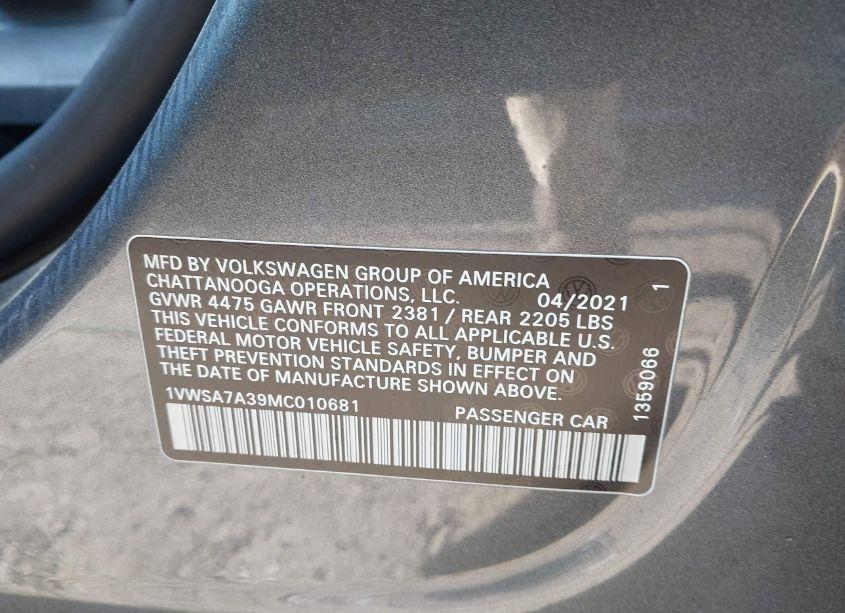 MFD BY VOLKSWAGEN GROUP OF AMERICA
CHATTANOOGA OPERATIONS, LLC. 04/2021
GVWR 4475 GAWR FRONT 2381 / REAR 2205 LBS
THIS VEHICLE CONFORMS TO ALL APPLICABLE U.S.
FEDERAL MOTOR VEHICLE SAFETY, BUMPER AND
THEFT PREVENTION STANDARDS IN EFFECT ON
THE DATE OF MANUFACTURE SHOWN ABOVE.
1VWSA7A39MC010681 PASSENGER CAR
1359066 1